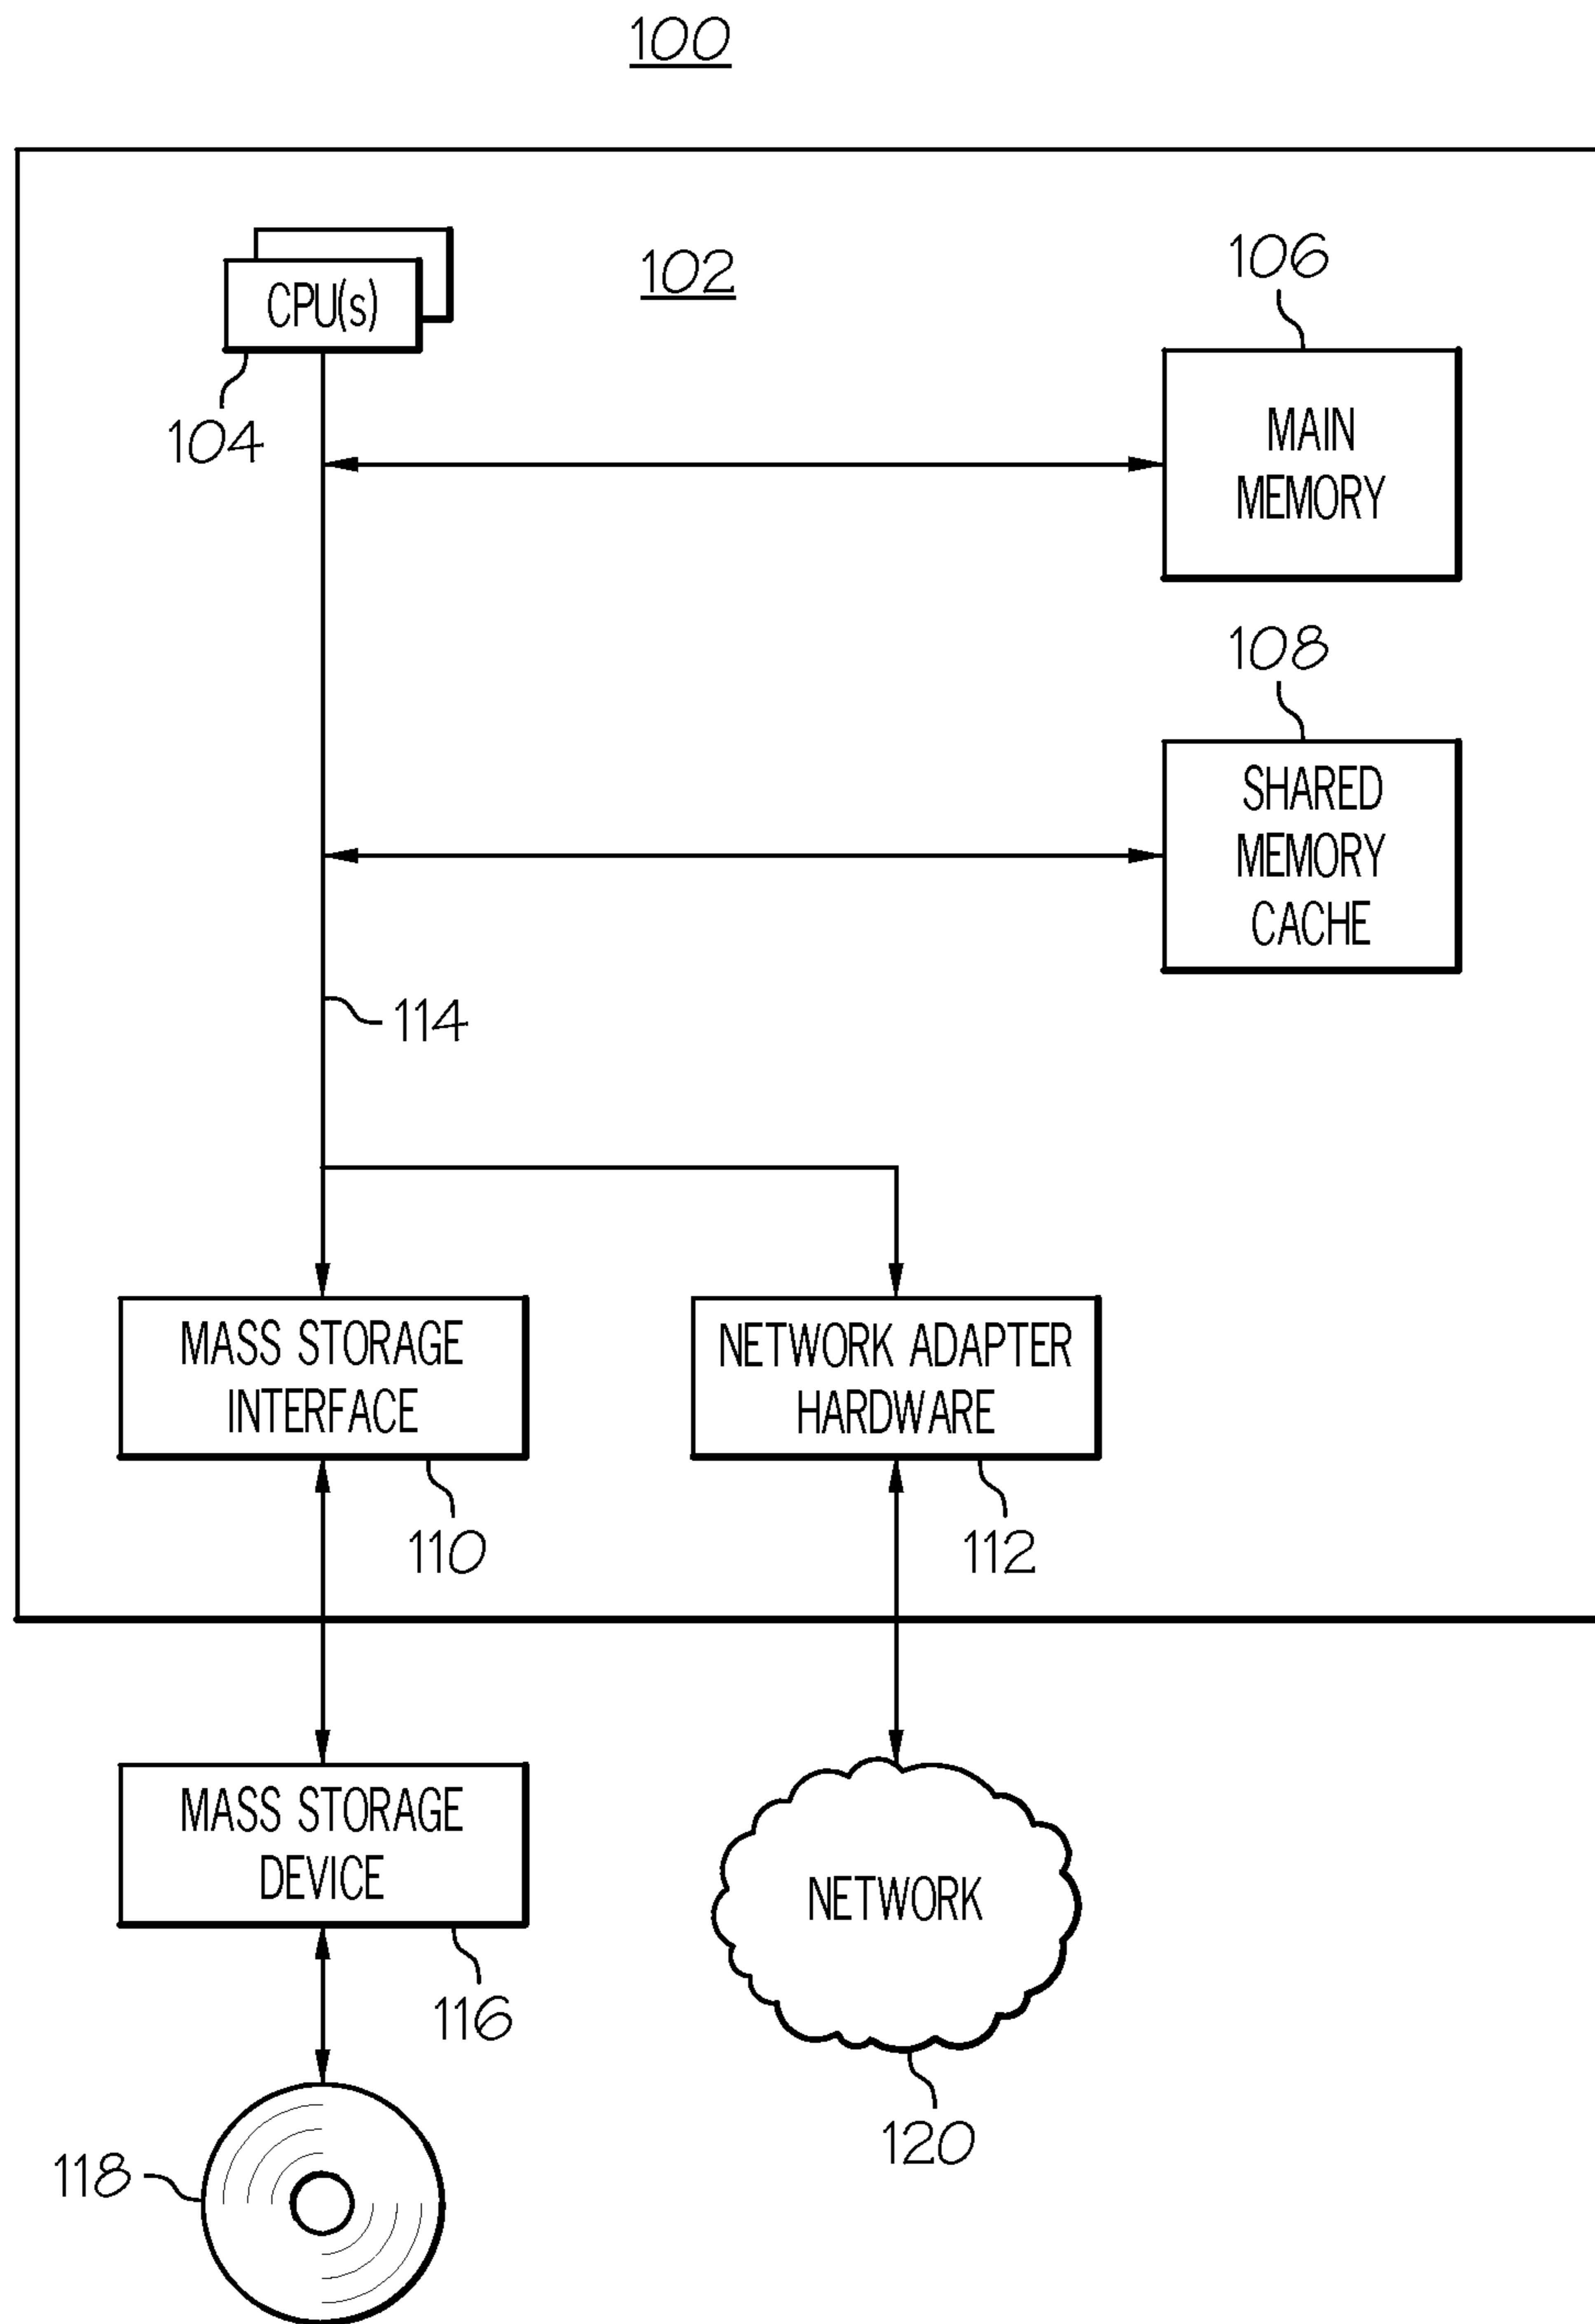 100
CPU(s)
102
106
104
MAIN
MEMORY
108
SHARED
MEMORY
CACHE
114
MASS STORAGE
INTERFACE
NETWORK ADAPTER
HARDWARE
110
112
MASS STORAGE
DEVICE
NETWORK
116
120
118